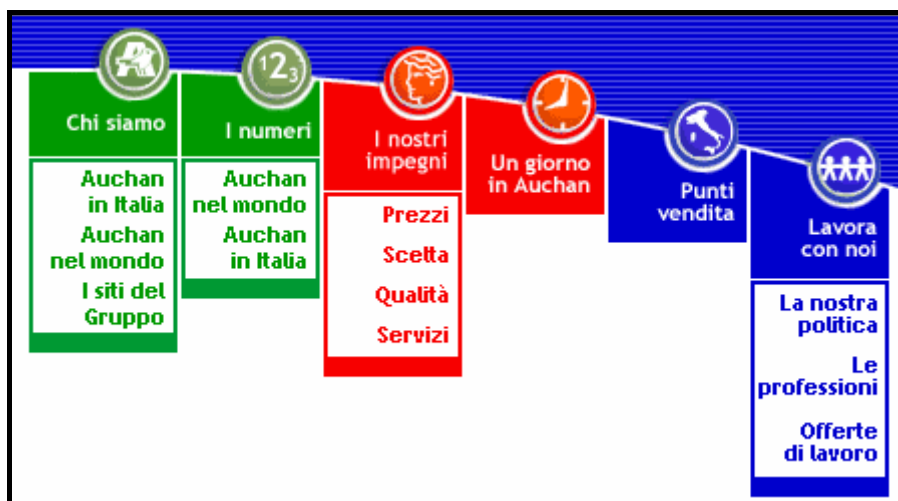 Chi siamo
Auchan
in Italia
Auchan
nel mondo
I siti del
Gruppo
123
I numeri
Auchan
nel mondo
Auchan
in Italia
I nostri
impegni
Prezzi
Scelta
Qualità
Servizi
Un giorno
in Auchan
Punti
vendita
Lavora
con noi
La nostra
politica
Le
professioni
Offerte
di lavoro